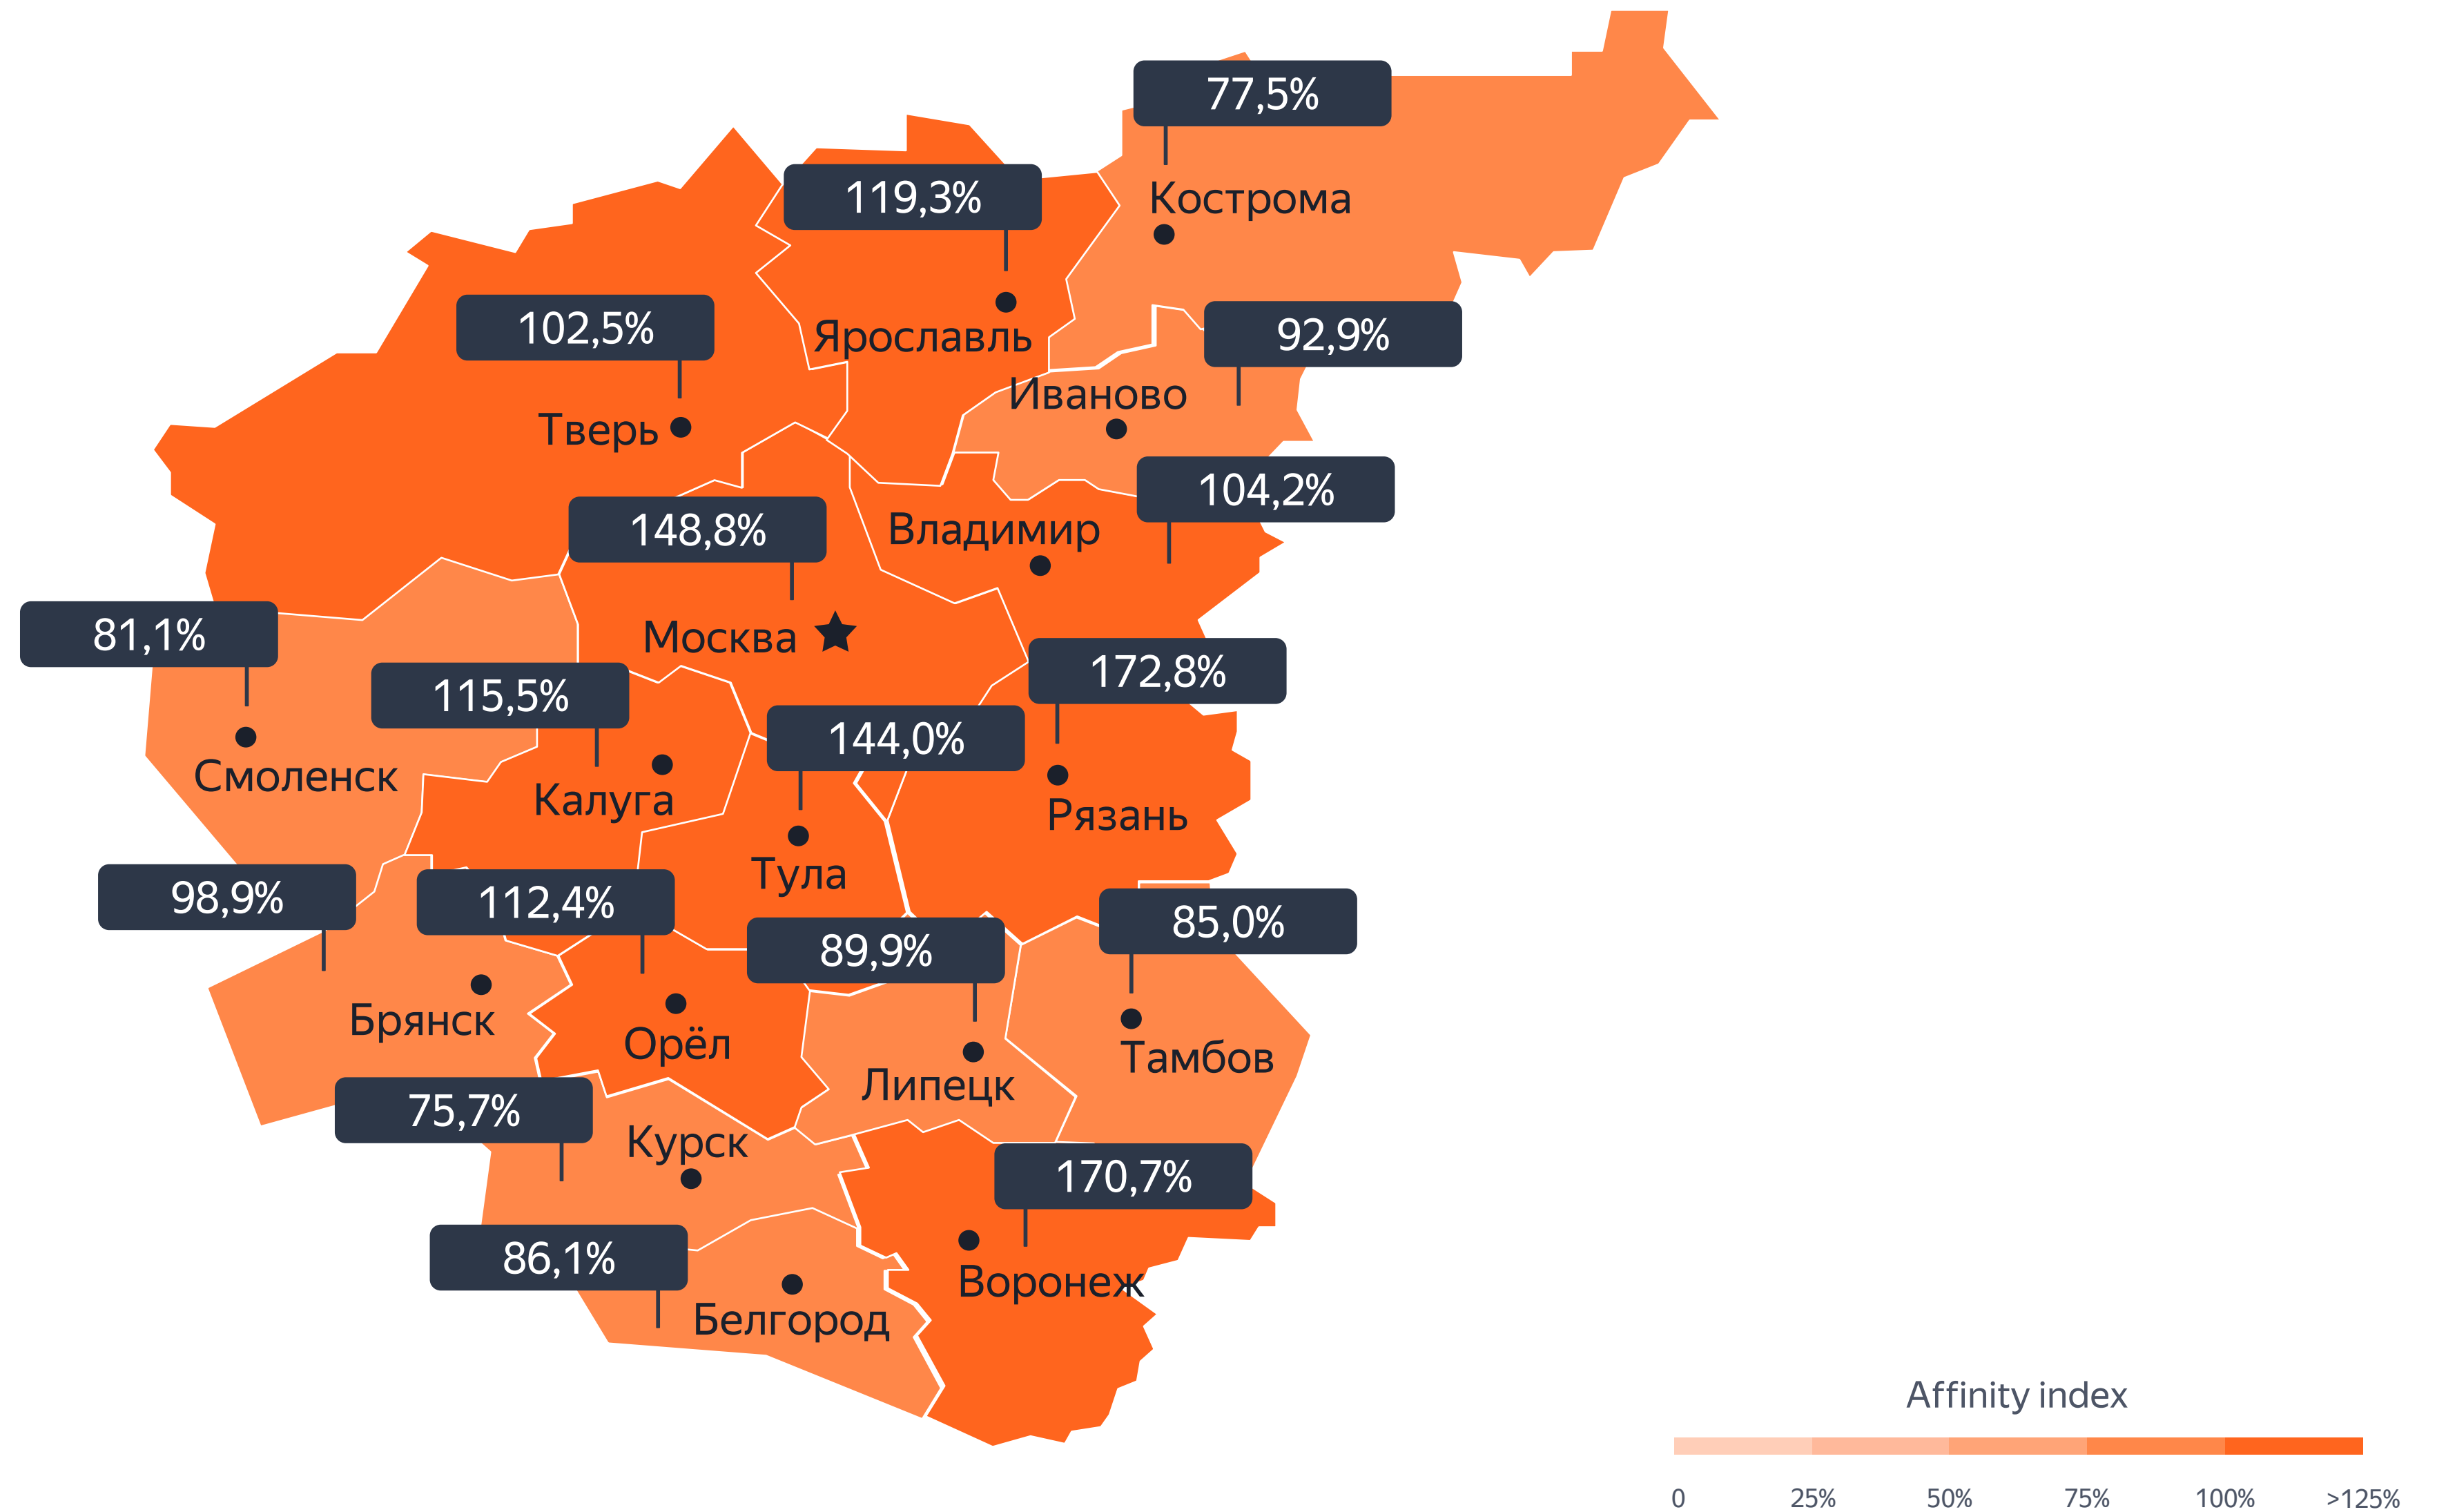 77,5%
Кострома
119,3%
Ярославль
102,5%
Тверь
92,9%
Иваново
104,2%
Владимир
148,8%
Москва
81,1%
Смоленск
115,5%
Калуга
144,0%
Тула
172,8%
Рязань
98,9%
Брянск
112,4%
Орёл
89,9%
Липецк
85,0%
Тамбов
75,7%
Курск
170,7%
Воронеж
86,1%
Белгород
Affinity index
0 25% 50% 75% 100% >125%